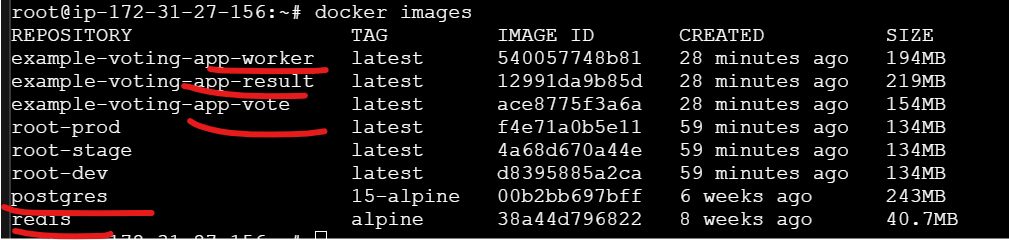 root@ip-172-31-27-156:~# docker images
REPOSITORY TAG IMAGE ID CREATED SIZE
example-voting-app-worker latest 540057748b81 28 minutes ago 194MB
example-voting-app-result latest 12991da9b85d 28 minutes ago 219MB
example-voting-app-vote latest ace8775f3a6a 28 minutes ago 154MB
root-prod latest f4e71a0b5e11 59 minutes ago 134MB
root-stage latest 4a68d670a44e 59 minutes ago 134MB
root-dev latest d8395885a2ca 59 minutes ago 134MB
postgres 15-alpine 00b2bb697bff 6 weeks ago 243MB
redis alpine 38a44d796822 8 weeks ago 40.7MB